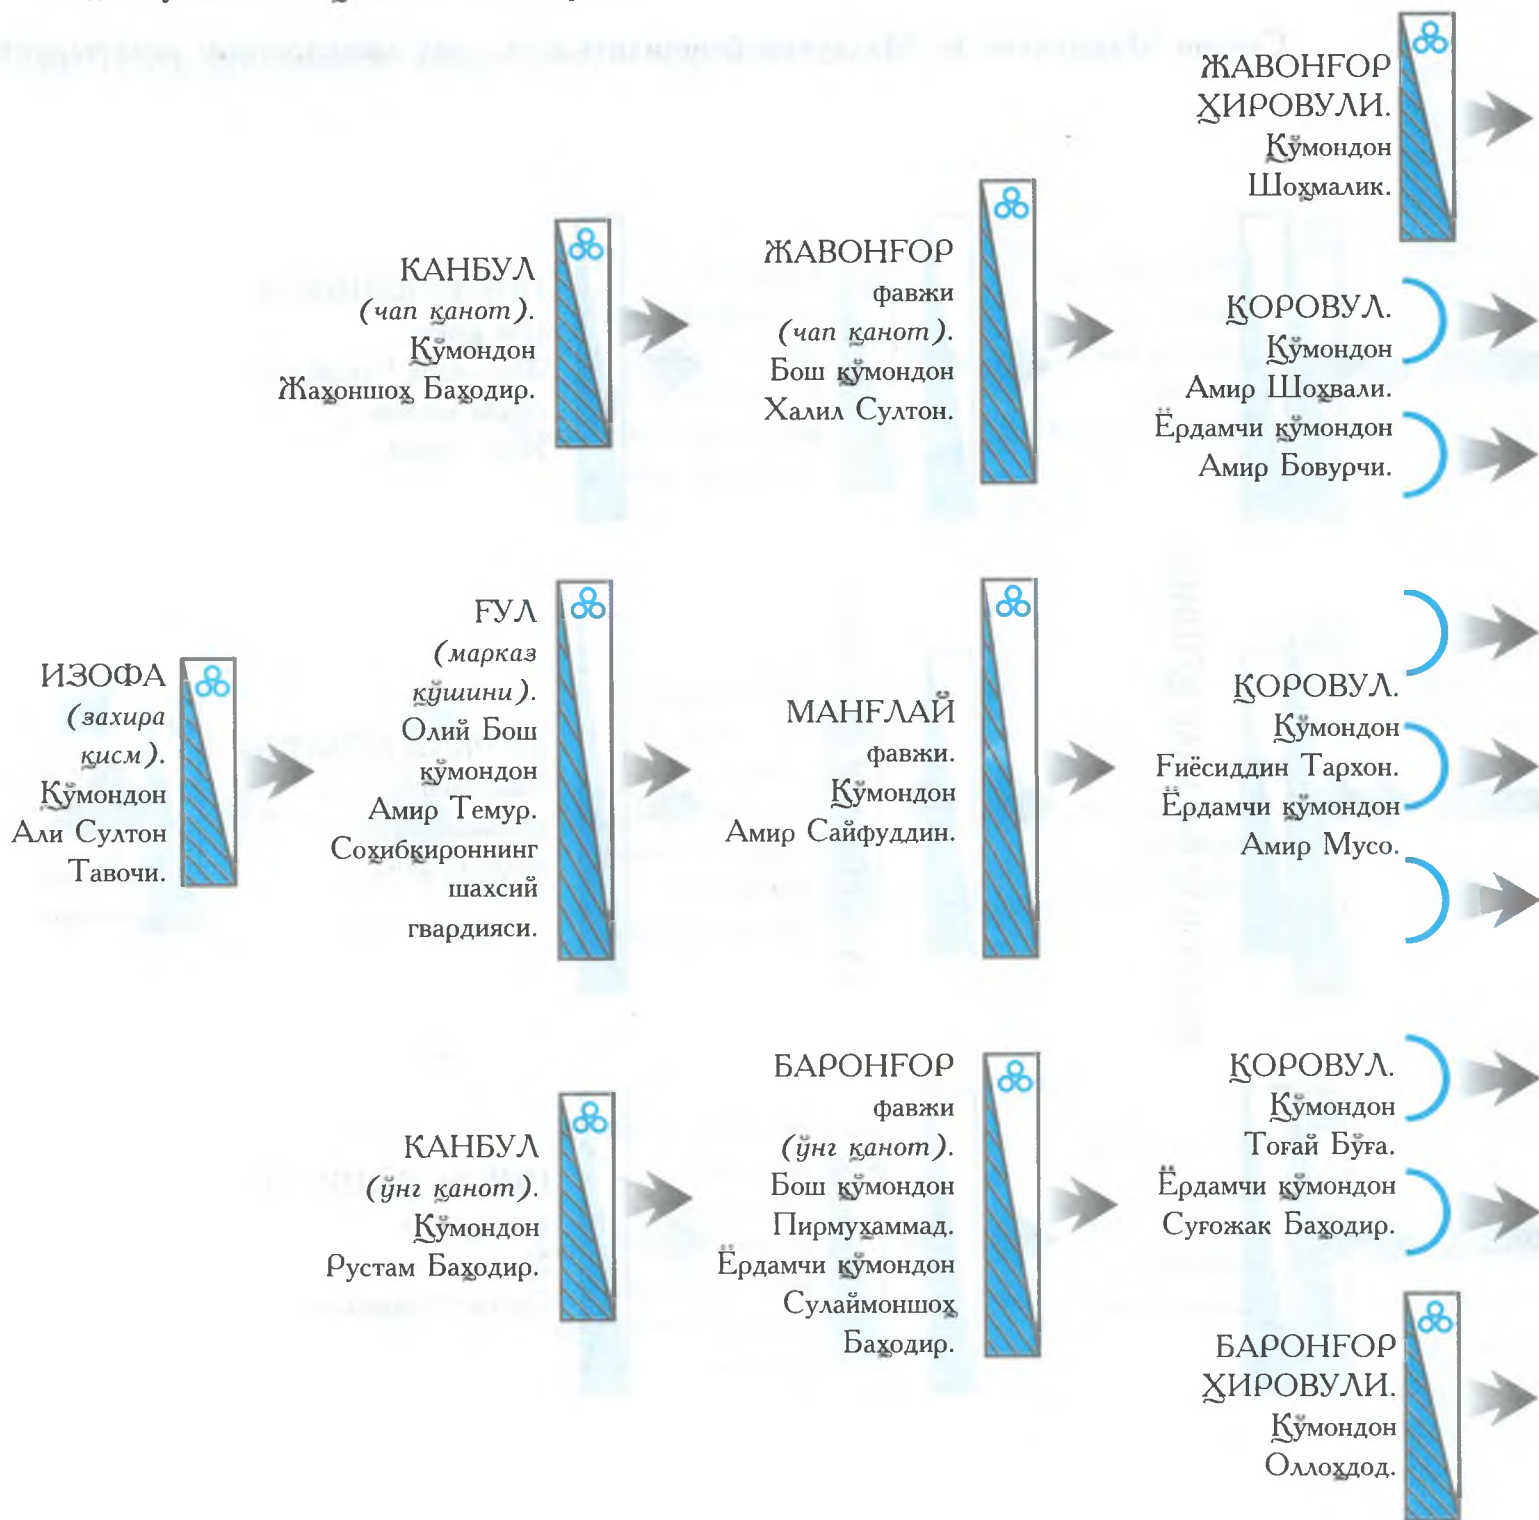 ЖАВОНҒОР
ҲИРОВУЛИ.
Қўмондон
Шоҳмалик.
КАНБУЛ
(чап қанот).
Қўмондон
Жаҳоншоҳ Баҳодир.
ЖАВОНҒОР
фавжи
(чап қанот).
Бош қўмондон
Халил Султон.
ҚОРОВУЛ.
Қўмондон
Амир Шоҳвали.
Ёрдамчи қўмондон
Амир Бовурчи.
ИЗОФА
(захира
қисм).
Қўмондон
Али Султон
Тавочи.
ҒУЛ
(марказ
қўшини).
Олий Бош
қўмондон
Амир Темур.
Соҳибқироннинг
шахсий
гвардияси.
МАНҒЛАЙ
фавжи.
Қўмондон
Амир Сайфуддин.
ҚОРОВУЛ.
Қўмондон
Ғиёсиддин Тархон.
Ёрдамчи қўмондон
Амир Мусо.
КАНБУЛ
(ўнг қанот).
Қўмондон
Рустам Баҳодир.
БАРОНҒОР
фавжи
(ўнг қанот).
Бош қўмондон
Пирмуҳаммад.
Ёрдамчи қўмондон
Сулаймоншоҳ
Баҳодир.
ҚОРОВУЛ.
Қўмондон
Тоғай Бўға.
Ёрдамчи қўмондон
Суғожак Баҳодир.
БАРОНҒОР
ҲИРОВУЛИ.
Қўмондон
Оллоҳдод.